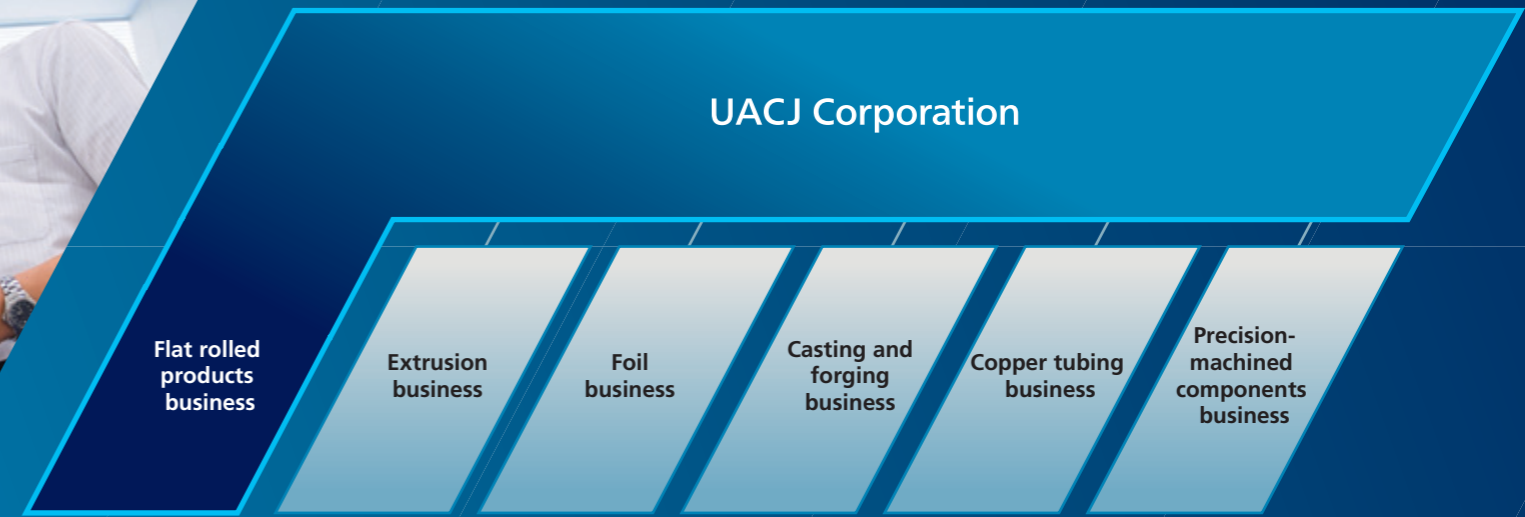 UACJ Corporation
Flat rolled
products
business
Extrusion
business
Foil
business
Casting and
forging
business
Copper tubing
business
Precision-
machined
components
business